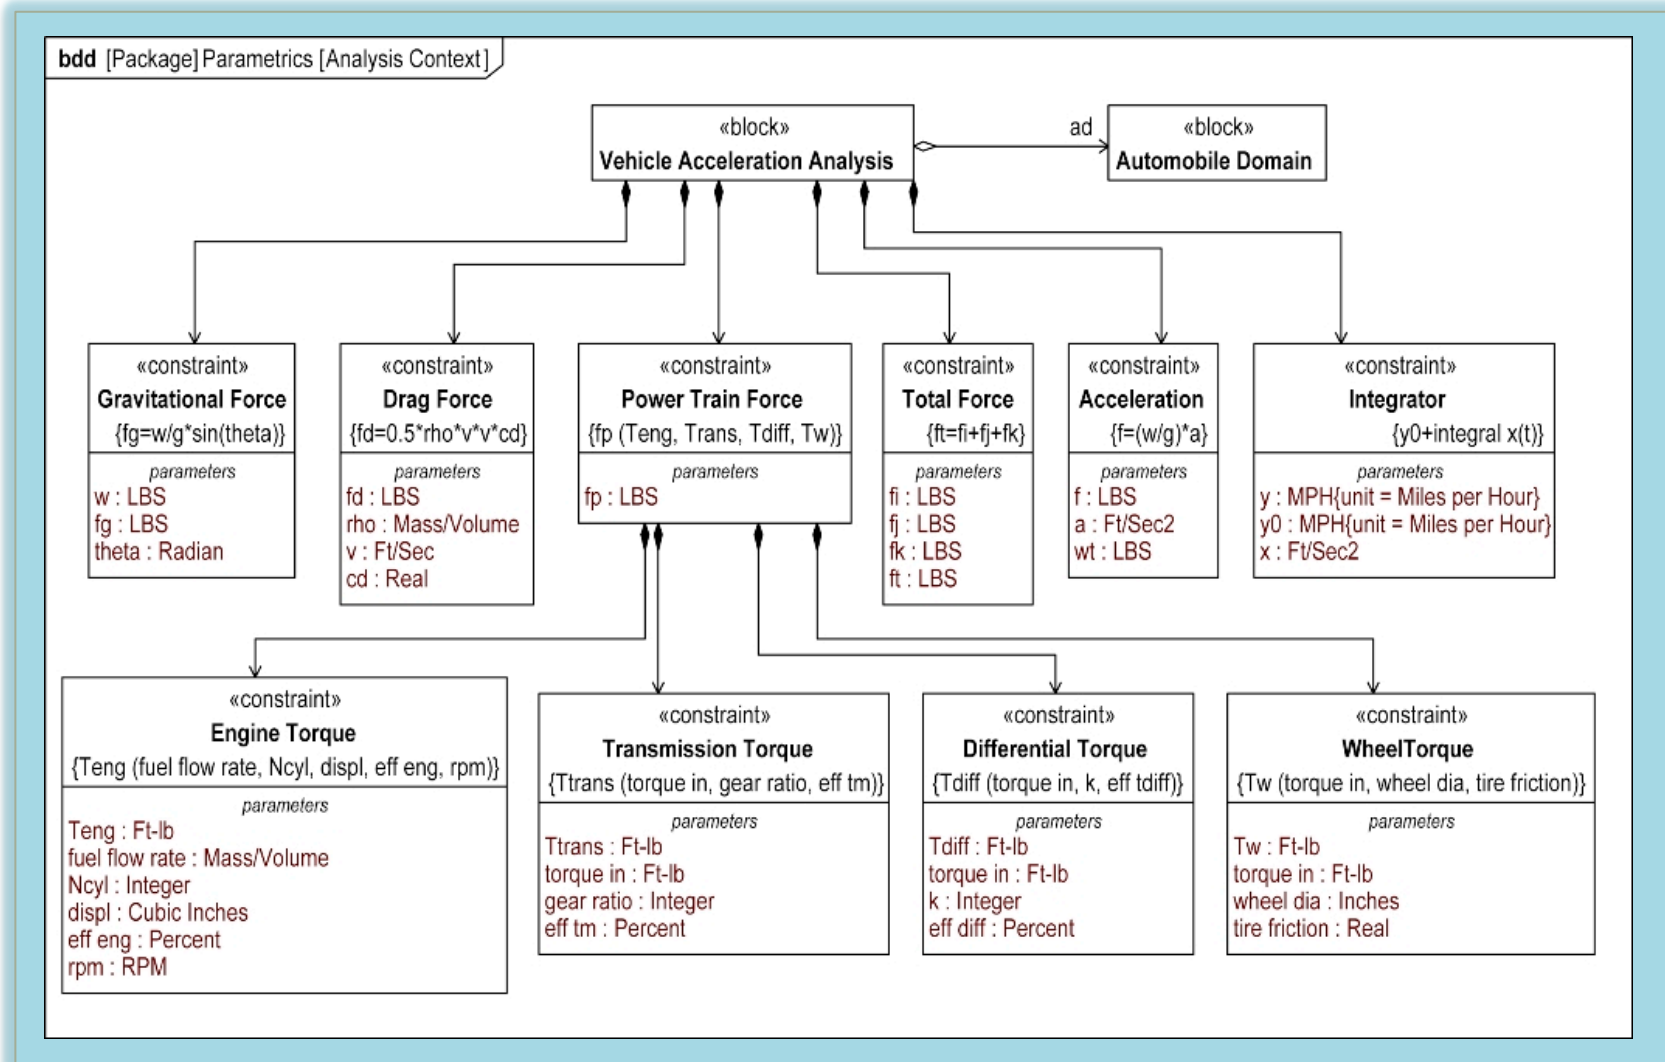 bdd [Package] Parametrics [Analysis Context]
«block»
Vehicle Acceleration Analysis
ad
«block»
Automobile Domain
«constraint»
Gravitational Force
{fg=w/g*sin(theta)}
parameters
w : LBS
fg : LBS
theta : Radian
«constraint»
Drag Force
{fd=0.5*rho*v*v*cd}
parameters
fd : LBS
rho : Mass/Volume
v : Ft/Sec
cd : Real
«constraint»
Power Train Force
{fp (Teng, Trans, Tdiff, Tw)}
parameters
fp : LBS
«constraint»
Total Force
{ft=fi+fj+fk}
parameters
fi : LBS
fj : LBS
fk : LBS
ft : LBS
«constraint»
Acceleration
{f=(w/g)*a}
parameters
f : LBS
a : Ft/Sec2
wt : LBS
«constraint»
Integrator
{y0+integral x(t)}
parameters
y : MPH{unit = Miles per Hour}
y0 : MPH{unit = Miles per Hour}
x : Ft/Sec2
«constraint»
Engine Torque
{Teng (fuel flow rate, Ncyl, displ, eff eng, rpm)}
parameters
Teng : Ft-lb
fuel flow rate : Mass/Volume
Ncyl : Integer
displ : Cubic Inches
eff eng : Percent
rpm : RPM
«constraint»
Transmission Torque
{Ttrans (torque in, gear ratio, eff tm)}
parameters
Ttrans : Ft-lb
torque in : Ft-lb
gear ratio : Integer
eff tm : Percent
«constraint»
Differential Torque
{Tdiff (torque in, k, eff tdiff)}
parameters
Tdiff : Ft-lb
torque in : Ft-lb
k : Integer
eff diff : Percent
«constraint»
WheelTorque
{Tw (torque in, wheel dia, tire friction)}
parameters
Tw : Ft-lb
torque in : Ft-lb
wheel dia : Inches
tire friction : Real